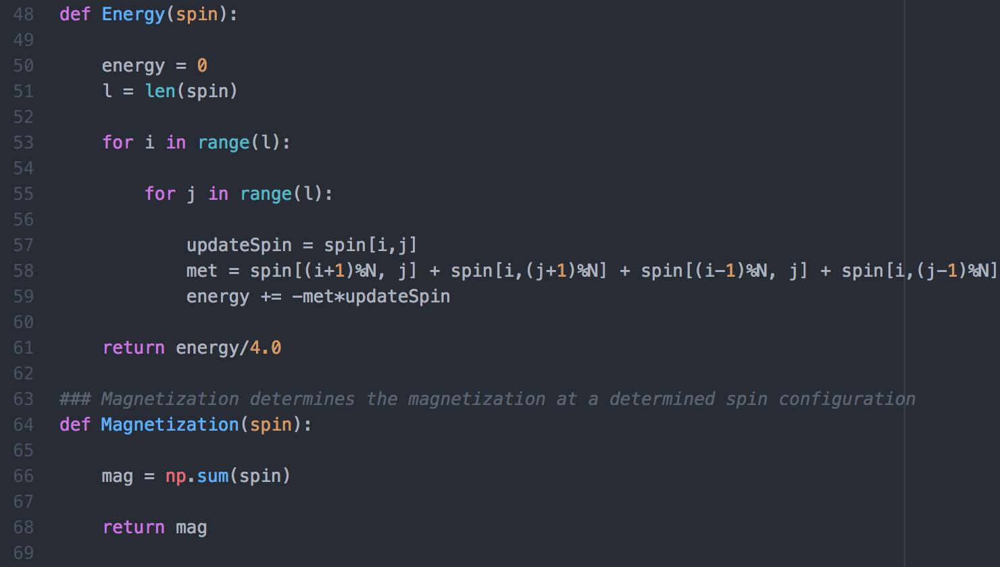 48 def Energy(spin):
49
50     energy = 0
51     l = len(spin)
52
53     for i in range(l):
54
55         for j in range(l):
56
57             updateSpin = spin[i,j]
58             met = spin[(i+1)%N, j] + spin[i,(j+1)%N] + spin[(i-1)%N, j] + spin[i,(j-1)%N]
59             energy += -met*updateSpin
60
61     return energy/4.0
62
63 ### Magnetization determines the magnetization at a determined spin configuration
64 def Magnetization(spin):
65
66     mag = np.sum(spin)
67
68     return mag
69